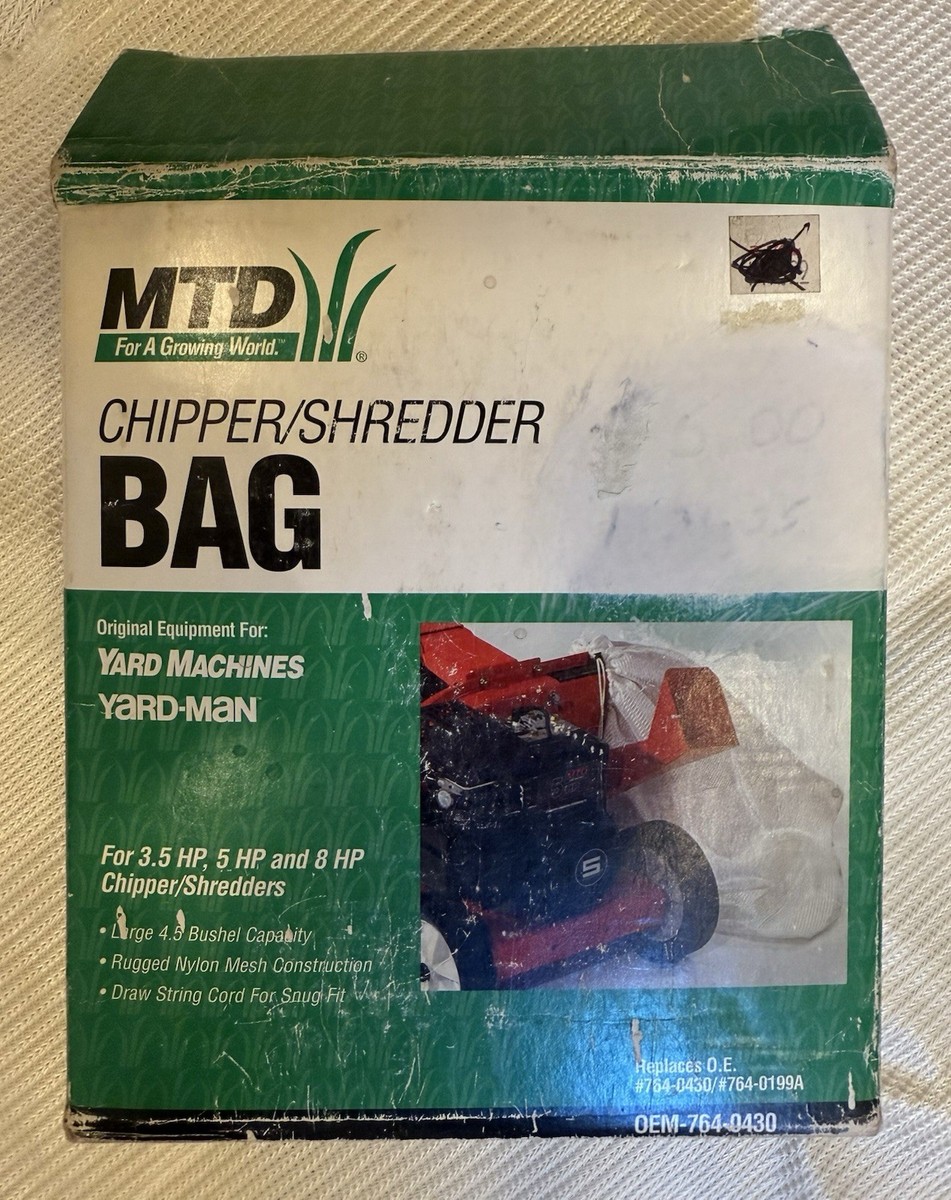 MTD
For A Growing World.™
®
CHIPPER/SHREDDER
BAG
Original Equipment For:
YARD MACHINES
YARD-MAN
For 3.5 HP, 5 HP and 8 HP
Chipper/Shredders
• Large 4.5 Bushel Capacity
• Rugged Nylon Mesh Construction
• Draw String Cord For Snug Fit
5
Replaces O.E.
#764-0430/#764-0199A
OEM-764-0430